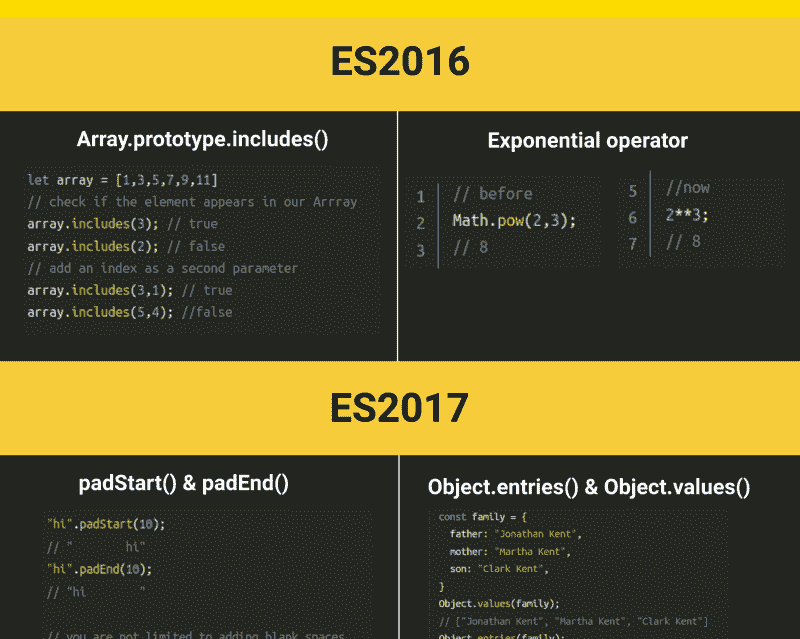 ES2016
Array.prototype.includes()
let array = [1,3,5,7,9,11]
// check if the element appears in our Arrray
array.includes(3); // true
array.includes(2); // false
// add an index as a second parameter
array.includes(3,1); // true
array.includes(5,4); //false
Exponential operator
1 // before
2 Math.pow(2,3);
3 // 8
5 //now
6 2**3;
7 // 8
ES2017
padStart() & padEnd()
"hi".padStart(10);
// "        hi"
"hi".padEnd(10);
// "hi        "
// you are not limited to adding blank spaces
Object.entries() & Object.values()
const family = {
father: "Jonathan Kent",
mother: "Martha Kent",
son: "Clark Kent",
}
Object.values(family);
// ["Jonathan Kent", "Martha Kent", "Clark Kent"]
Object.entries(family);